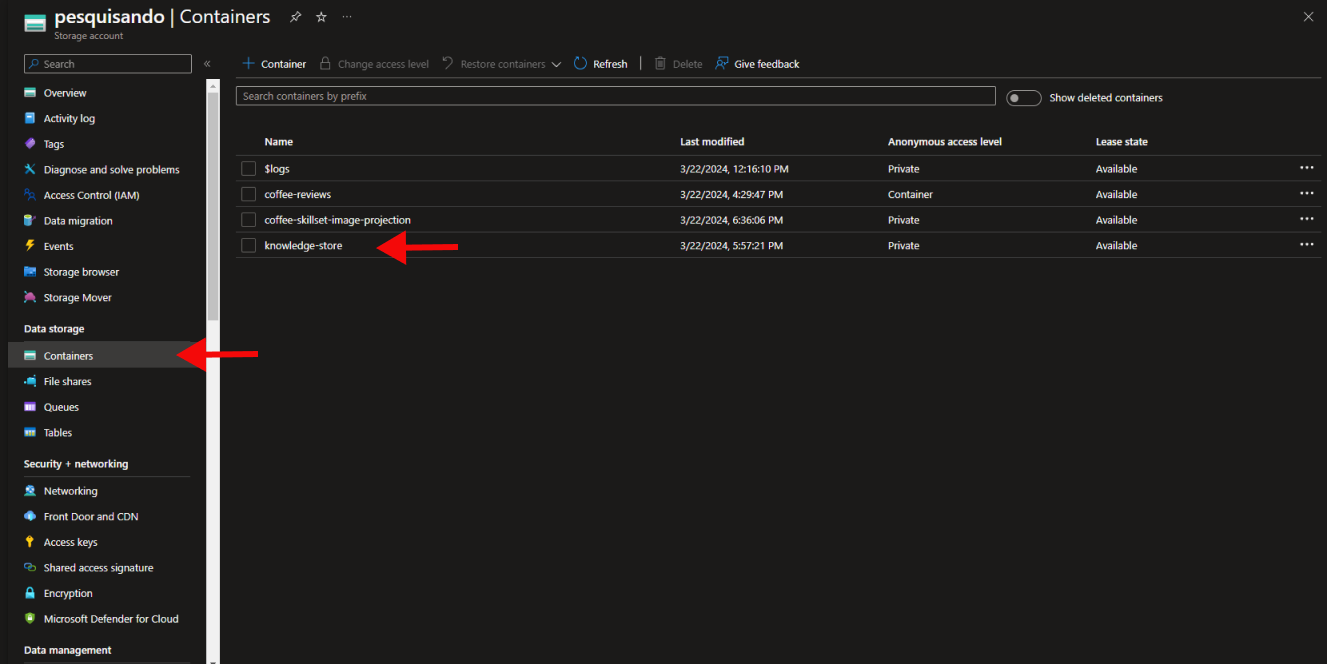 pesquisando | Containers
Storage account
Search
+ Container Change access level Restore containers Refresh Delete Give feedback
Search containers by prefix
Show deleted containers
Overview
Activity log
Tags
Diagnose and solve problems
Access Control (IAM)
Data migration
Events
Storage browser
Storage Mover
Data storage
Containers
File shares
Queues
Tables
Security + networking
Networking
Front Door and CDN
Access keys
Shared access signature
Encryption
Microsoft Defender for Cloud
Data management
Name Last modified Anonymous access level Lease state
$logs 3/22/2024, 12:16:10 PM Private Available
coffee-reviews 3/22/2024, 4:29:47 PM Container Available
coffee-skillset-image-projection 3/22/2024, 6:36:06 PM Private Available
knowledge-store 3/22/2024, 5:57:21 PM Private Available